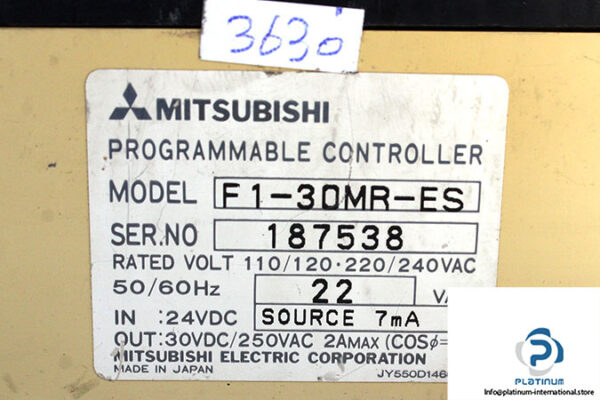 3630
MITSUBISHI
PROGRAMMABLE CONTROLLER
MODEL F1-30MR-ES
SER.NO 187538
RATED VOLT 110/120·220/240VAC
50/60Hz 22
IN :24VDC SOURCE 7mA
OUT:30VDC/250VAC 2AMAX (COSø=
MITSUBISHI ELECTRIC CORPORATION
MADE IN JAPAN
PLATINUM
Info@platinum-international.store